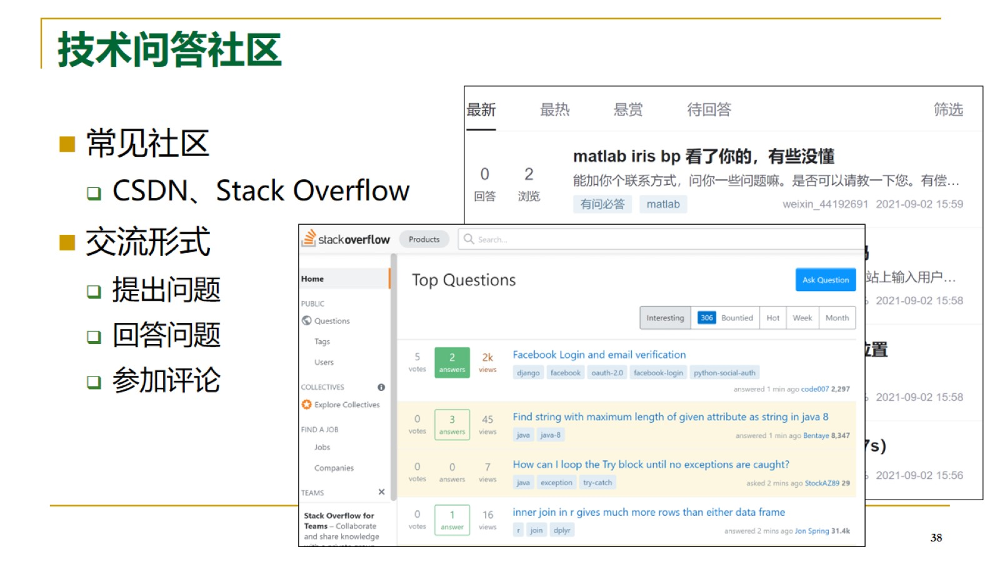 技术问答社区
常见社区
CSDN、Stack Overflow
交流形式
提出问题
回答问题
参加评论
最新 最热 悬赏 待回答 筛选
matlab iris bp 看了你的，有些没懂
0 2
能加你个联系方式，问你一些问题嘛。是否可以请教一下您。有偿...
回答 浏览
有问必答 matlab weixin_44192691 2021-09-02 15:59
站上输入用户...
2021-09-02 15:58
位置
2021-09-02 15:58
7s)
2021-09-02 15:56
stackoverflow Products Search...
Home
PUBLIC
Questions
Tags
Users
COLLECTIVES
Explore Collectives
FIND A JOB
Jobs
Companies
TEAMS
Stack Overflow for
Teams – Collaborate
and share knowledge
Top Questions
Ask Question
Interesting 306 Bountied Hot Week Month
5 2 2k
votes answers views
Facebook Login and email verification
django facebook oauth-2.0 facebook-login python-social-auth
answered 1 min ago code007 2,297
0 3 45
votes answers views
Find string with maximum length of given attribute as string in java 8
java java-8
answered 1 min ago Bentaye 8,347
0 0 7
votes answers views
How can I loop the Try block until no exceptions are caught?
java exception try-catch
asked 2 mins ago StockAZ89 29
0 1 16
votes answer views
inner join in r gives much more rows than either data frame
r join dplyr
answered 2 mins ago Jon Spring 31.4k
38